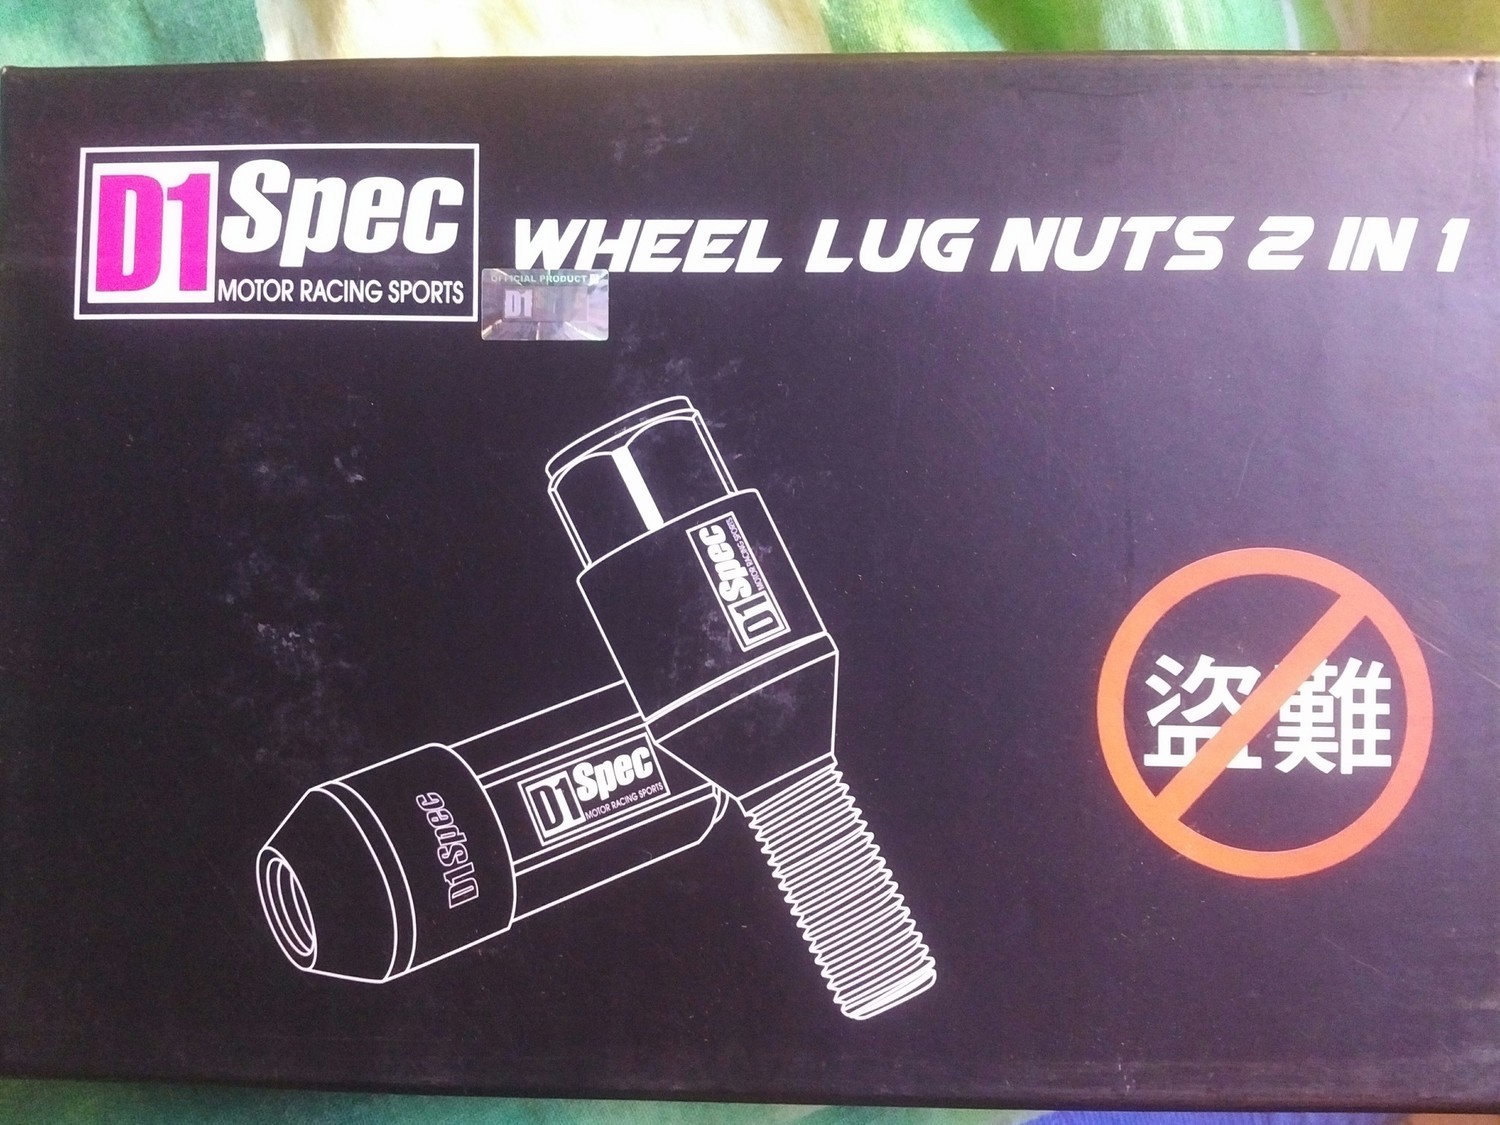 D1 Spec
MOTOR RACING SPORTS
WHEEL LUG NUTS 2 IN 1
OFFICIAL PRODUCT
D1
D1 Spec
MOTOR RACING SPORTS
D1 Spec
MOTOR RACING SPORTS
D1Spec
盗難